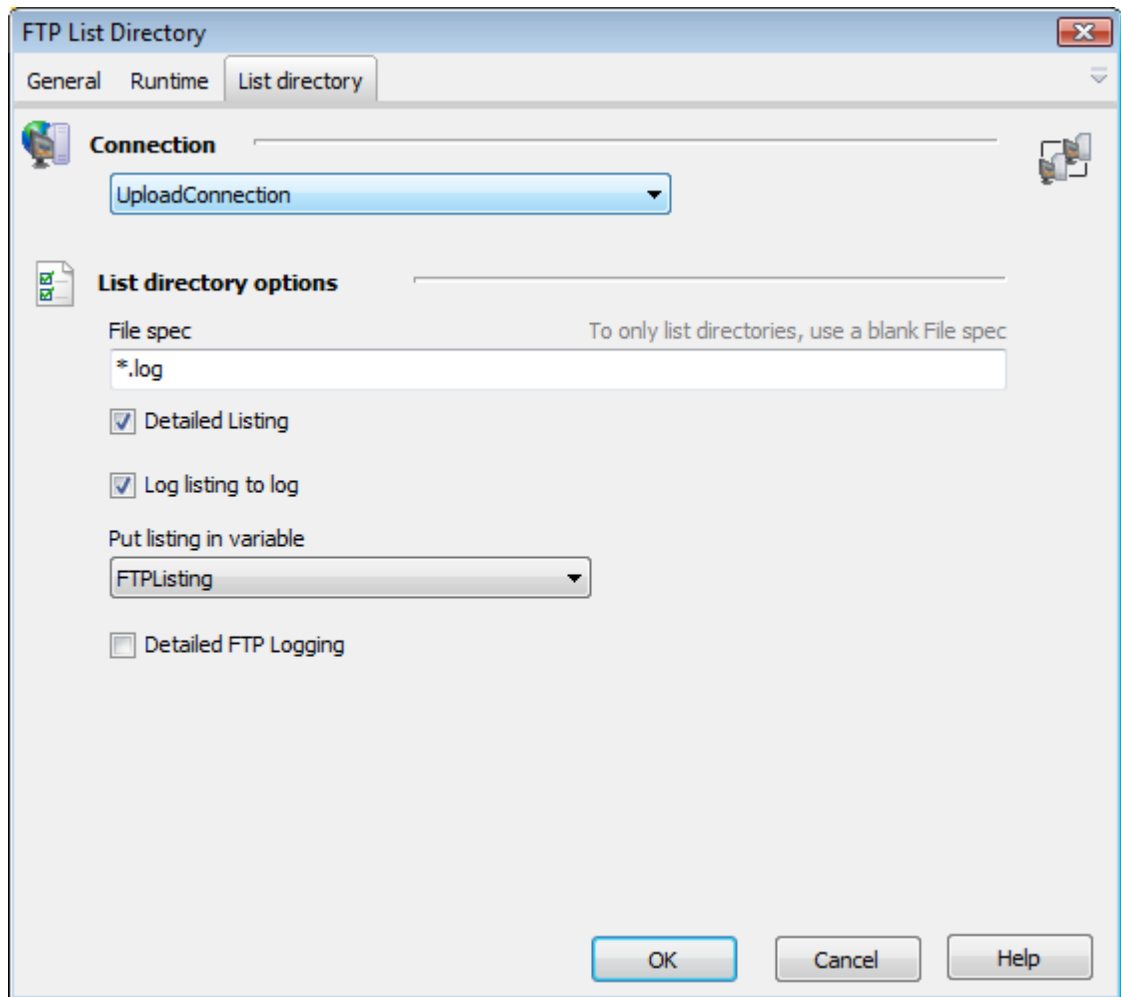 FTP List Directory
General Runtime List directory
Connection
UploadConnection
List directory options
File spec To only list directories, use a blank File spec
*.log
Detailed Listing
Log listing to log
Put listing in variable
FTPListing
Detailed FTP Logging
OK Cancel Help